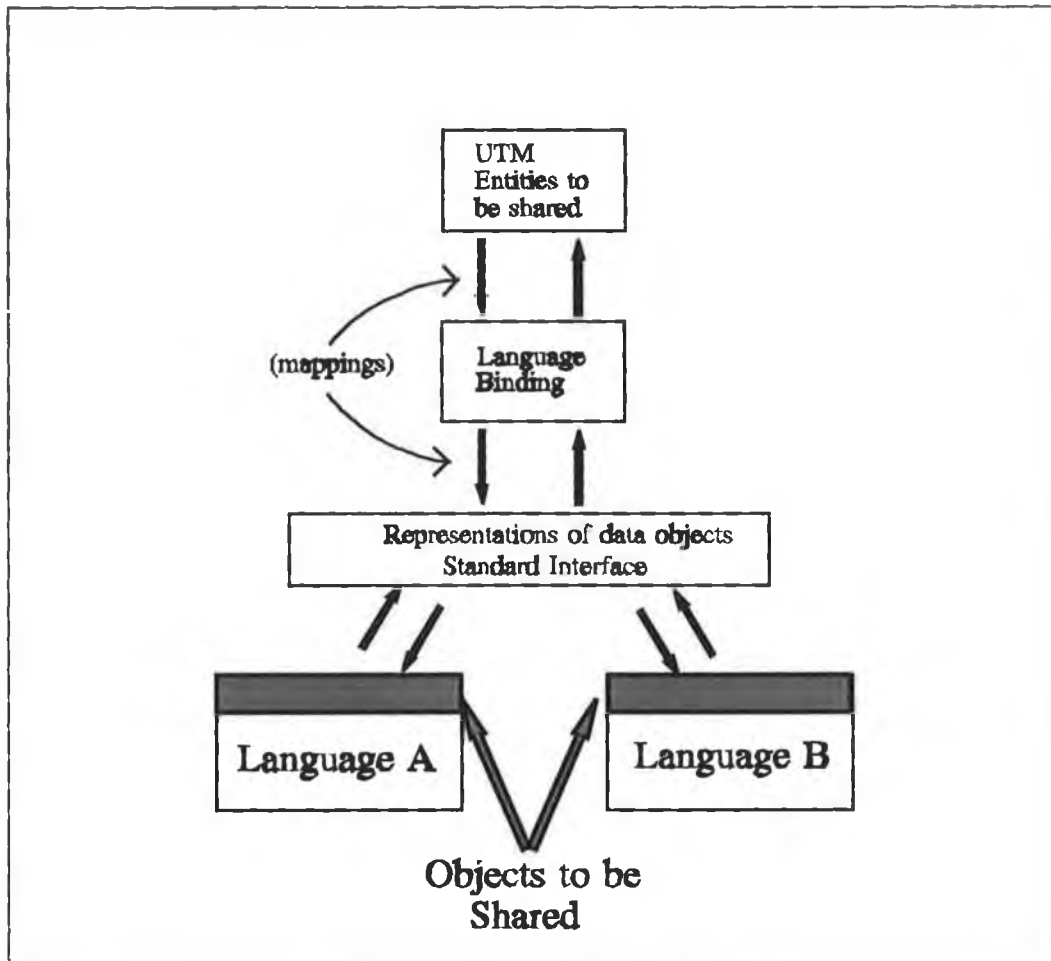 UTM
Entities to
be shared
(mappings)
Language
Binding
Representations of data objects
Standard Interface
Language A
Language B
Objects to be
Shared